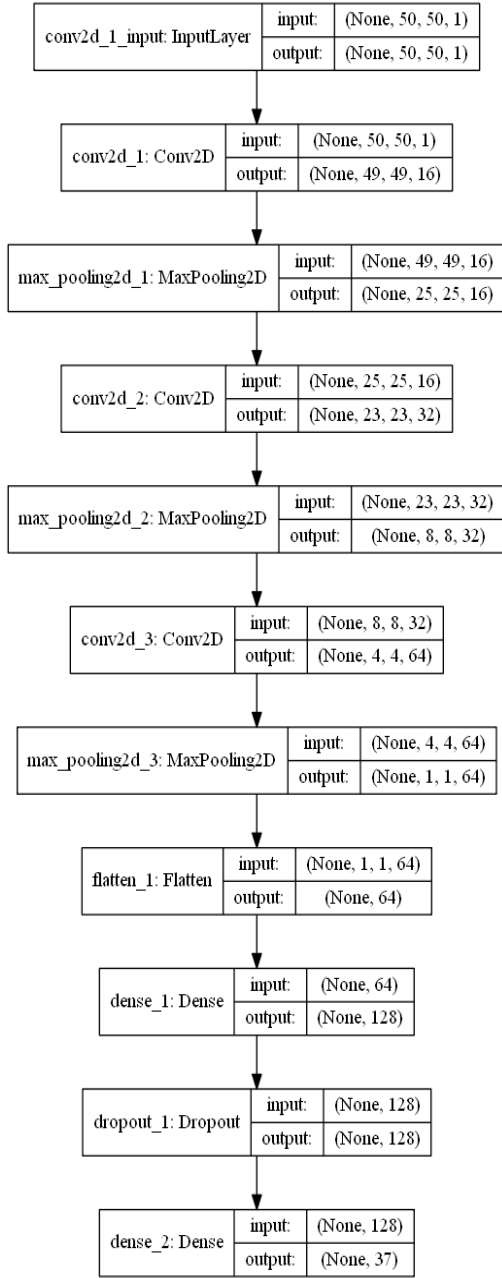 conv2d_1_input: InputLayer input: (None, 50, 50, 1)
output: (None, 50, 50, 1)
conv2d_1: Conv2D input: (None, 50, 50, 1)
output: (None, 49, 49, 16)
max_pooling2d_1: MaxPooling2D input: (None, 49, 49, 16)
output: (None, 25, 25, 16)
conv2d_2: Conv2D input: (None, 25, 25, 16)
output: (None, 23, 23, 32)
max_pooling2d_2: MaxPooling2D input: (None, 23, 23, 32)
output: (None, 8, 8, 32)
conv2d_3: Conv2D input: (None, 8, 8, 32)
output: (None, 4, 4, 64)
max_pooling2d_3: MaxPooling2D input: (None, 4, 4, 64)
output: (None, 1, 1, 64)
flatten_1: Flatten input: (None, 1, 1, 64)
output: (None, 64)
dense_1: Dense input: (None, 64)
output: (None, 128)
dropout_1: Dropout input: (None, 128)
output: (None, 128)
dense_2: Dense input: (None, 128)
output: (None, 37)